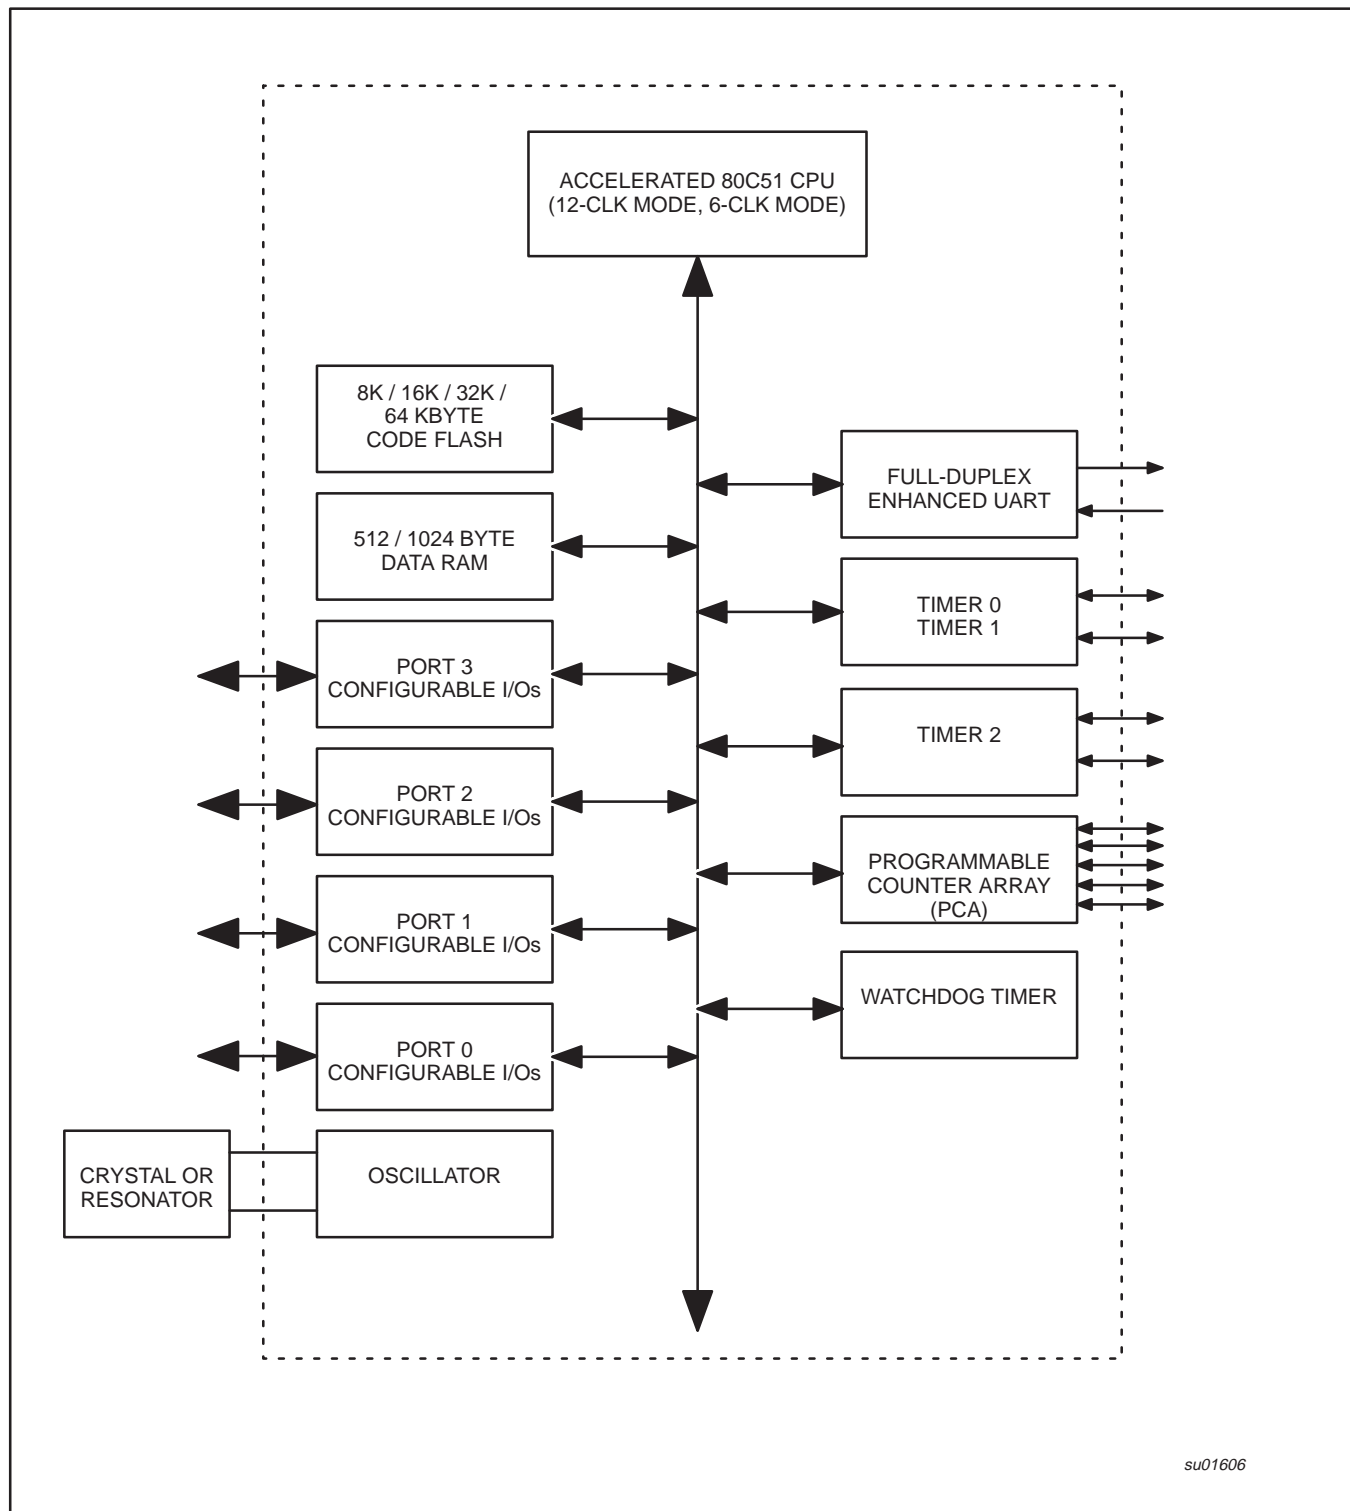 ACCELERATED 80C51 CPU
(12-CLK MODE, 6-CLK MODE)
8K / 16K / 32K /
64 KBYTE
CODE FLASH
512 / 1024 BYTE
DATA RAM
PORT 3
CONFIGURABLE I/Os
PORT 2
CONFIGURABLE I/Os
PORT 1
CONFIGURABLE I/Os
PORT 0
CONFIGURABLE I/Os
CRYSTAL OR
RESONATOR
OSCILLATOR
FULL-DUPLEX
ENHANCED UART
TIMER 0
TIMER 1
TIMER 2
PROGRAMMABLE
COUNTER ARRAY
(PCA)
WATCHDOG TIMER
su01606